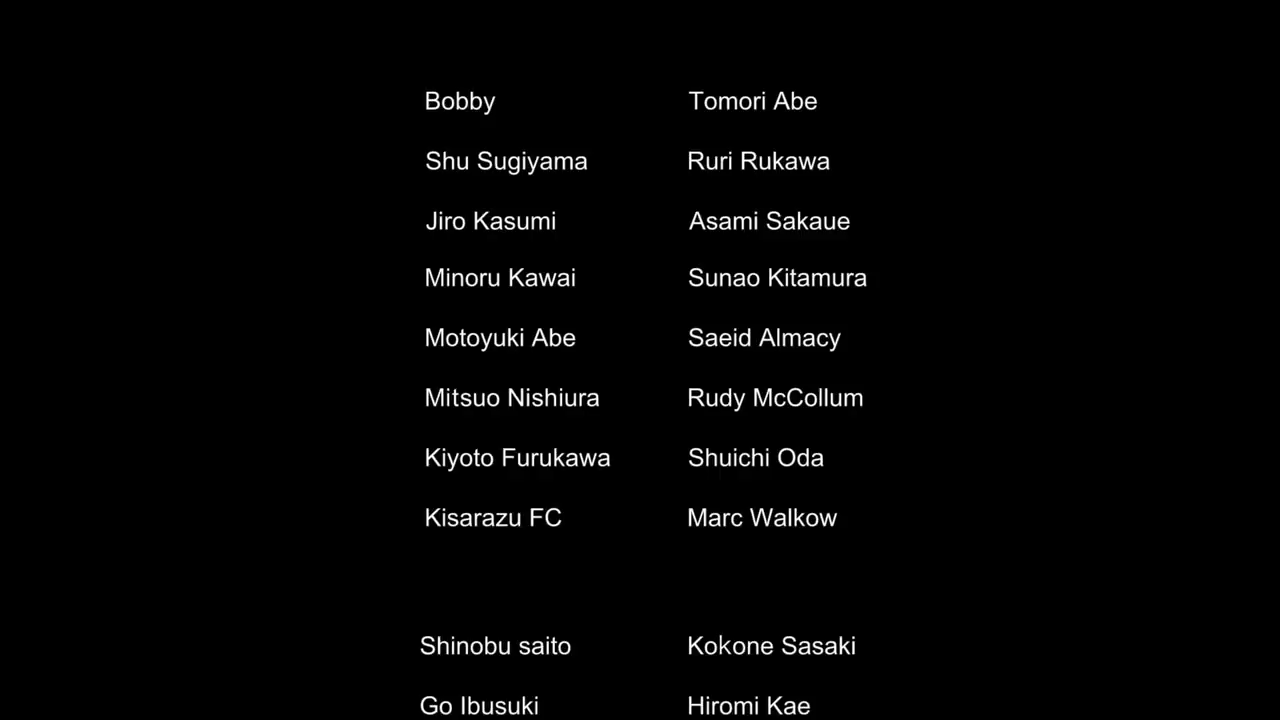 Bobby Tomori Abe
Shu Sugiyama Ruri Rukawa
Jiro Kasumi Asami Sakaue
Minoru Kawai Sunao Kitamura
Motoyuki Abe Saeid Almacy
Mitsuo Nishiura Rudy McCollum
Kiyoto Furukawa Shuichi Oda
Kisarazu FC Marc Walkow
Shinobu saito Kokone Sasaki
Go Ibusuki Hiromi Kae